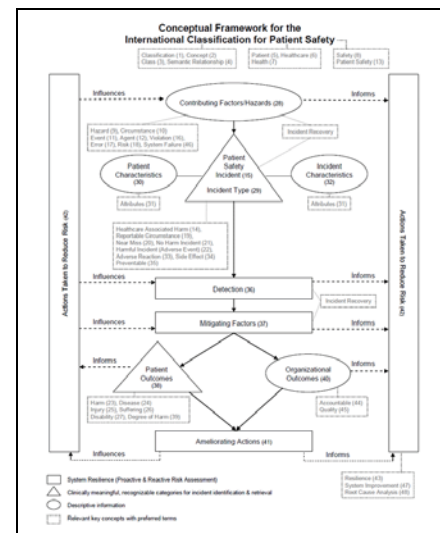 Conceptual Framework for the
International Classification for Patient Safety
Classification (1), Concept (2)
Class (3), Semantic Relationship (4)
Patient (5), Healthcare (6)
Health (7)
Safety (8)
Patient Safety (13)
Influences
Informs
Contributing Factors/Hazards (28)
Hazard (9), Circumstance (10)
Event (11), Agent (12), Violation (16)
Error (17), Risk (18), System Failure (46)
Incident Recovery
Patient
Safety
Incident (15)
Incident Type (29)
Patient
Characteristics
(30)
Incident
Characteristics
(32)
Attributes (31)
Attributes (31)
Healthcare Associated Harm (14),
Reportable Circumstance (19),
Near Miss (20), No Harm Incident (21),
Harmful Incident (Adverse Event) (22),
Adverse Reaction (33), Side Effect (34)
Preventable (35)
Actions Taken to Reduce Risk (42)
Actions Taken to Reduce Risk (42)
Influences
Informs
Detection (36)
Incident Recovery
Influences
Informs
Mitigating Factors (37)
Informs
Informs
Patient
Outcomes
(38)
Organizational
Outcomes (40)
Harm (23), Disease (24)
Injury (25), Suffering (26)
Disability (27), Degree of Harm (39)
Accountable (44)
Quality (45)
Ameliorating Actions (41)
Influences
Informs
Resilience (43)
System Improvement (47)
Root Cause Analysis (48)
System Resilience (Proactive & Reactive Risk Assessment)
Clinically meaningful, recognizable categories for incident identification & retrieval
Descriptive information
Relevant key concepts with preferred terms